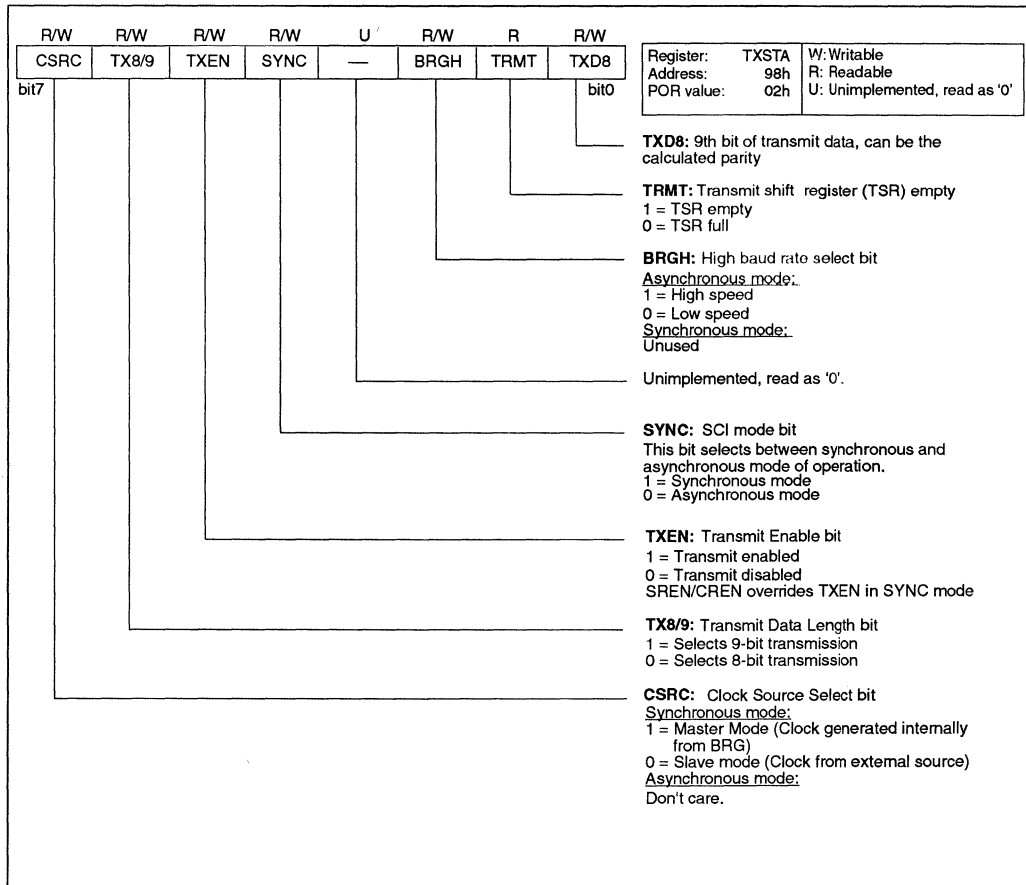 R/W R/W R/W R/W U R/W R R/W
CSRC TX8/9 TXEN SYNC — BRGH TRMT TXD8
bit7 bit0
Register: TXSTA W: Writable
Address: 98h R: Readable
POR value: 02h U: Unimplemented, read as '0'
TXD8: 9th bit of transmit data, can be the
calculated parity
TRMT: Transmit shift register (TSR) empty
1 = TSR empty
0 = TSR full
BRGH: High baud rate select bit
Asynchronous mode:
1 = High speed
0 = Low speed
Synchronous mode:
Unused
Unimplemented, read as '0'.
SYNC: SCI mode bit
This bit selects between synchronous and
asynchronous mode of operation.
1 = Synchronous mode
0 = Asynchronous mode
TXEN: Transmit Enable bit
1 = Transmit enabled
0 = Transmit disabled
SREN/CREN overrides TXEN in SYNC mode
TX8/9: Transmit Data Length bit
1 = Selects 9-bit transmission
0 = Selects 8-bit transmission
CSRC: Clock Source Select bit
Synchronous mode:
1 = Master Mode (Clock generated internally
from BRG)
0 = Slave mode (Clock from external source)
Asynchronous mode:
Don't care.